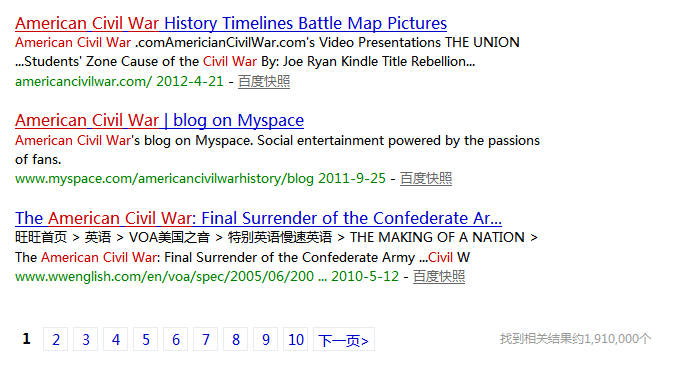 American Civil War History Timelines Battle Map Pictures
American Civil War .comAmericianCivilWar.com's Video Presentations THE UNION
...Students' Zone Cause of the Civil War By: Joe Ryan Kindle Title Rebellion...
americancivilwar.com/ 2012-4-21 - 百度快照
American Civil War | blog on Myspace
American Civil War's blog on Myspace. Social entertainment powered by the passions
of fans.
www.myspace.com/americancivilwarhistory/blog 2011-9-25 - 百度快照
The American Civil War: Final Surrender of the Confederate Ar...
旺旺首页 > 英语 > VOA美国之音 > 特别英语慢速英语 > THE MAKING OF A NATION >
The American Civil War: Final Surrender of the Confederate Army ...Civil W
www.wwenglish.com/en/voa/spec/2005/06/200 ... 2010-5-12 - 百度快照
1 2 3 4 5 6 7 8 9 10 下一页> 找到相关结果约1,910,000个